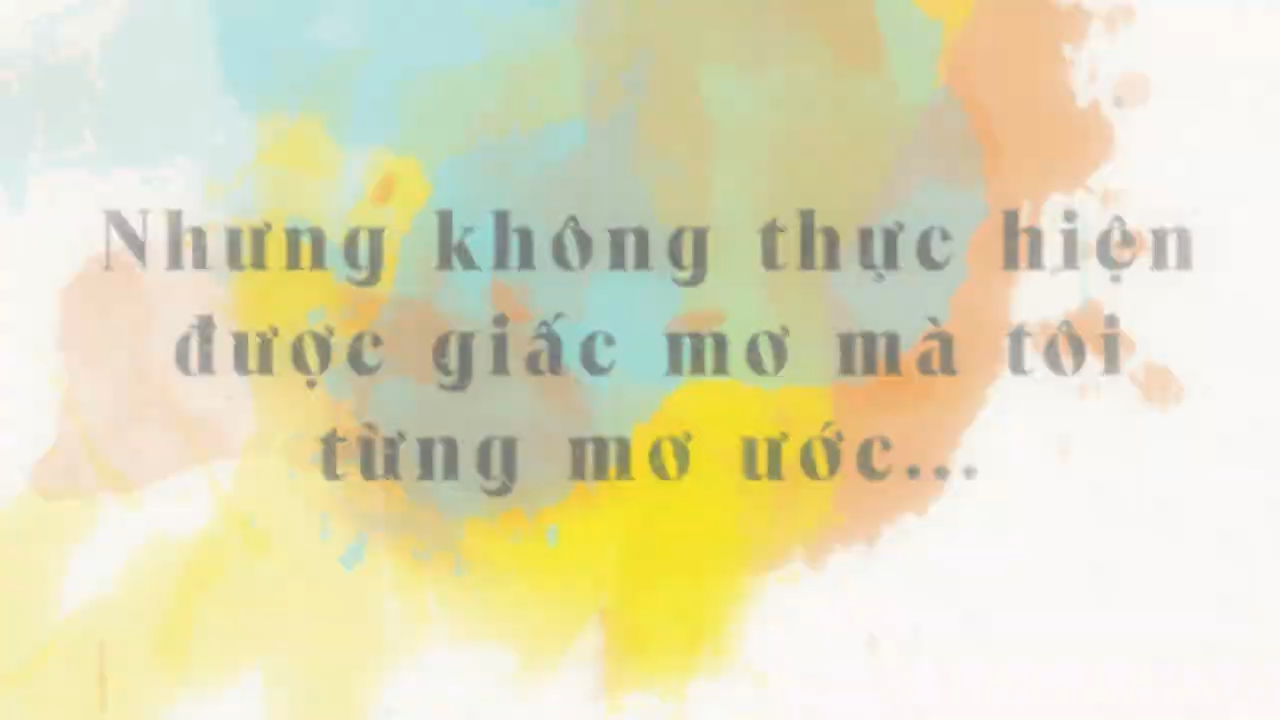 Nhưng không thực hiện
được giấc mơ mà tôi
từng mơ ước...